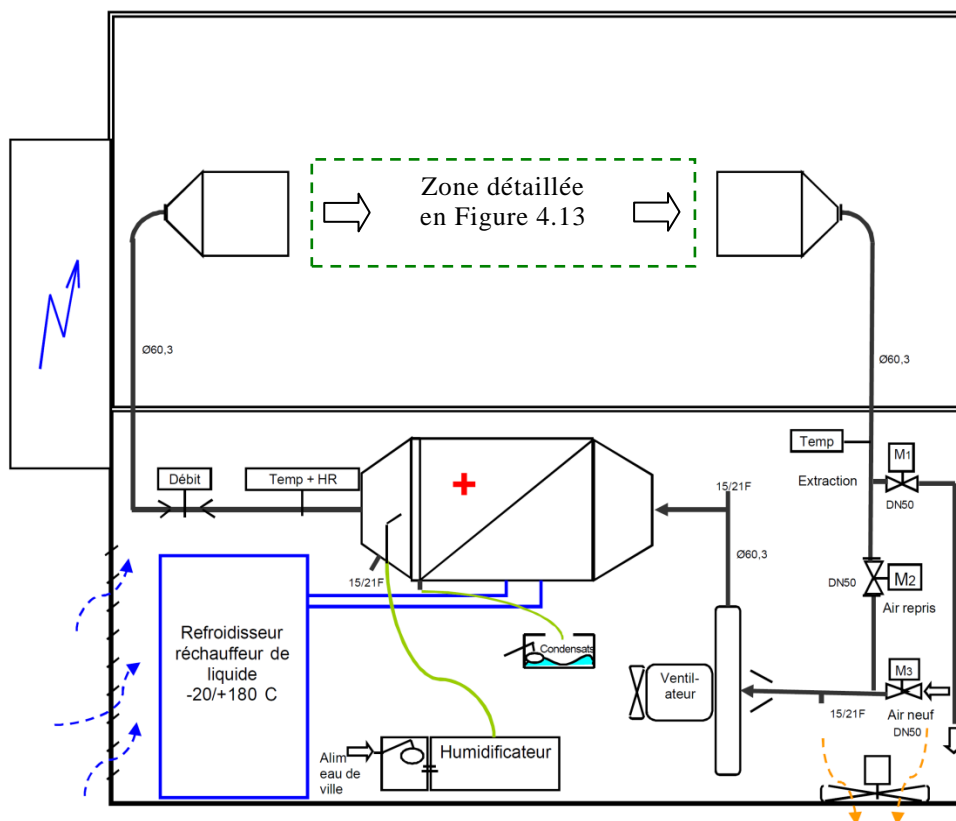 Zone détaillée
en Figure 4.13
Ø60,3
Ø60,3
Temp
M1
Débit
Temp + HR
Extraction
15/21F
DN50
Ø60,3
15/21F
DN50
M2
Air repris
Refroidisseur
réchauffeur de
liquide
-20/+180 C
Condensats
Ventil-
ateur
M3
15/21F
Air neuf
DN50
Alim
eau de
ville
Humidificateur